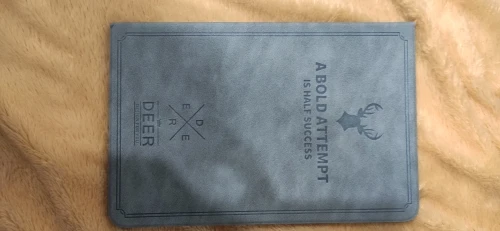 A BOLD ATTEMPT
IS HALF SUCCESS
D
E E
R
DEER